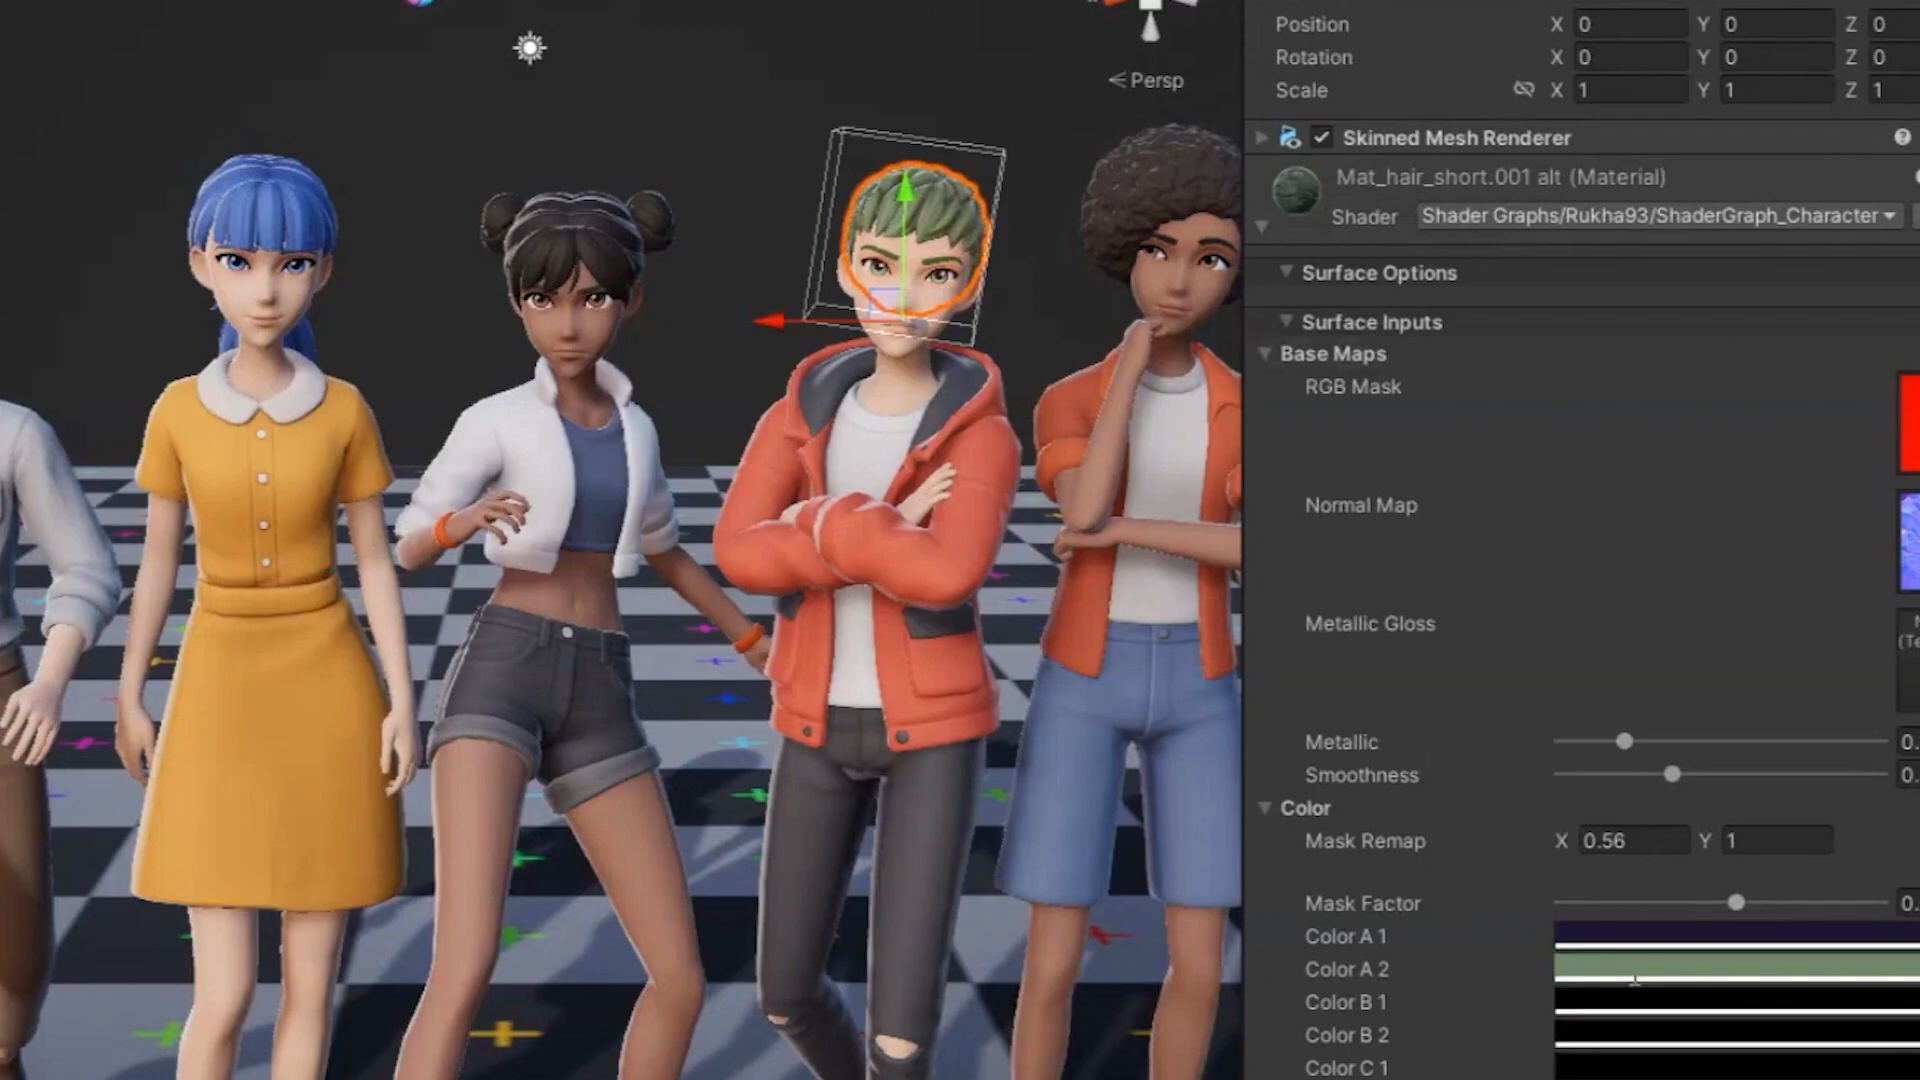 Position X 0 Y 0 Z 0
Rotation X 0 Y 0 Z 0
Scale X 1 Y 1 Z 1
< Persp
Skinned Mesh Renderer
Mat_hair_short.001 alt (Material)
Shader Shader Graphs/Rukha93/ShaderGraph_Character
Surface Options
Surface Inputs
Base Maps
RGB Mask
Normal Map
Metallic Gloss
Metallic 0.
Smoothness 0.
Color
Mask Remap X 0.56 Y 1
Mask Factor 0.
Color A 1
Color A 2
Color B 1
Color B 2
Color C 1